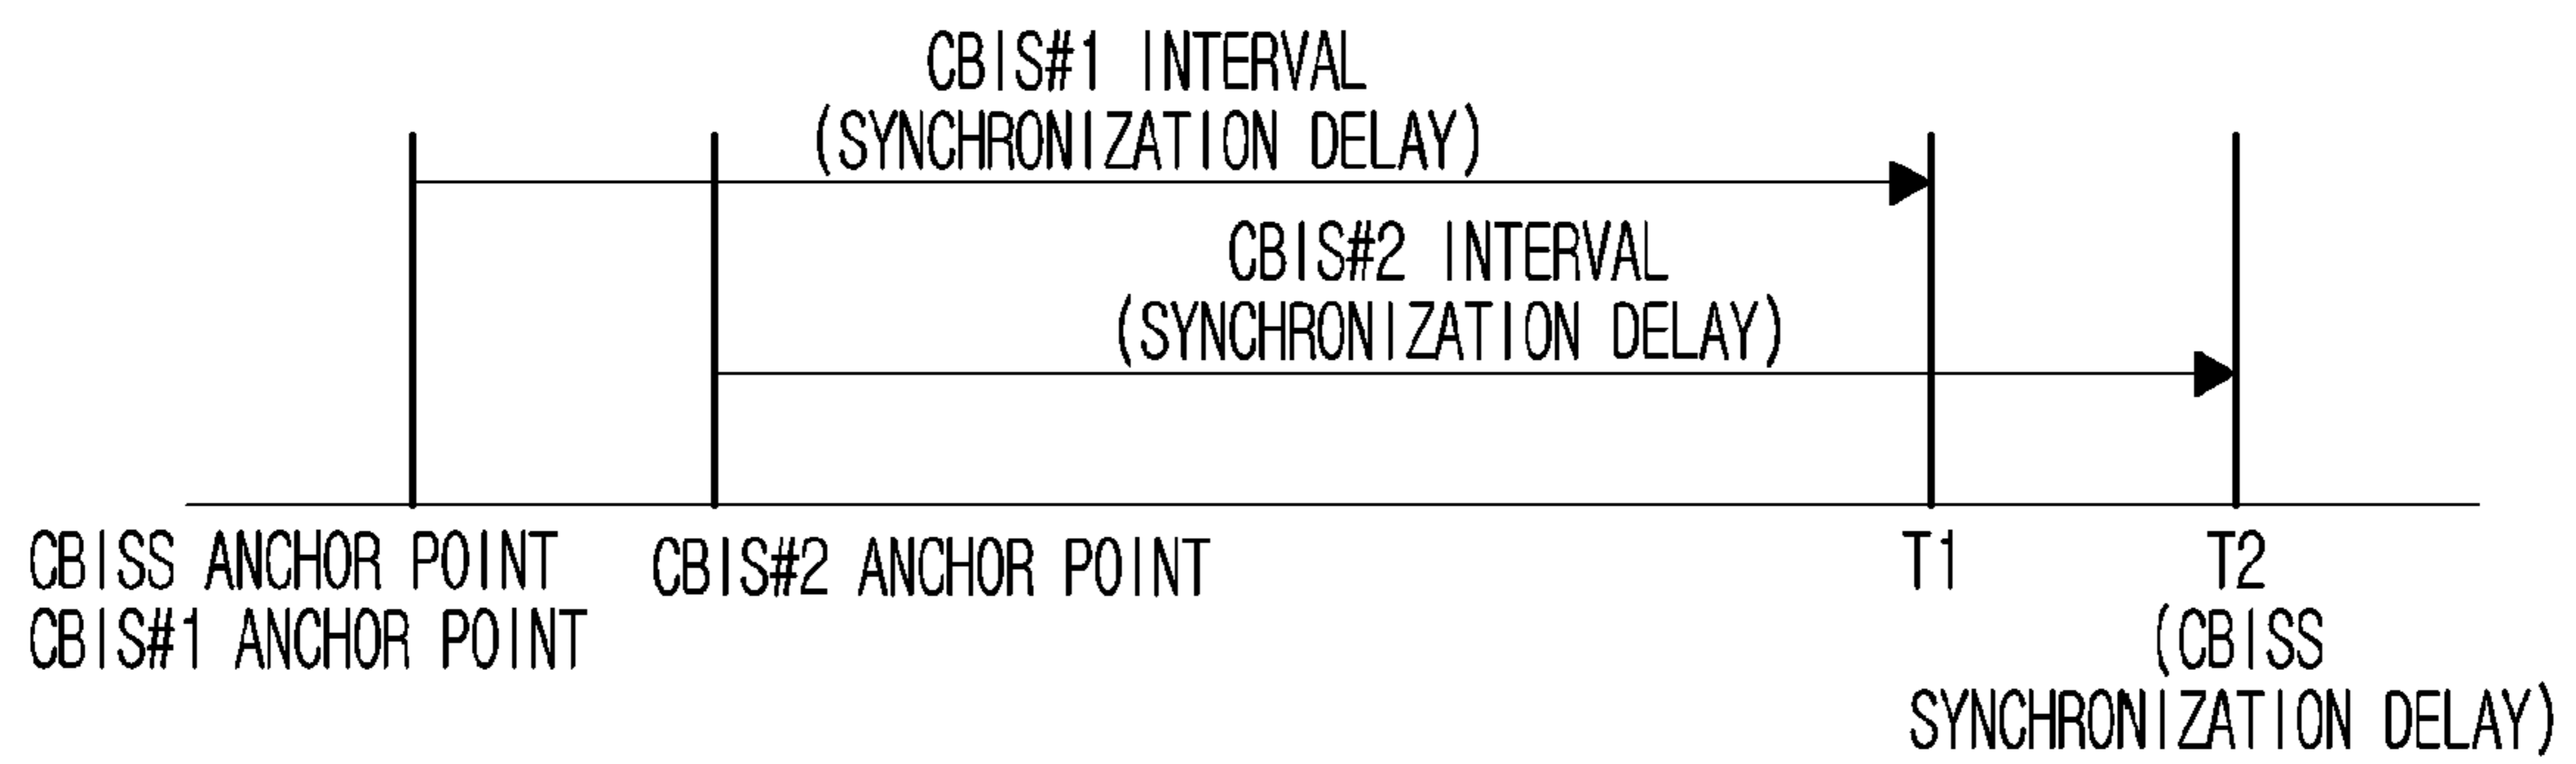 CBIS#1 INTERVAL
(SYNCHRONIZATION DELAY)
CBIS#2 INTERVAL
(SYNCHRONIZATION DELAY)
CBISS ANCHOR POINT
CBIS#1 ANCHOR POINT
CBIS#2 ANCHOR POINT
T1
T2
(CBISS
SYNCHRONIZATION DELAY)